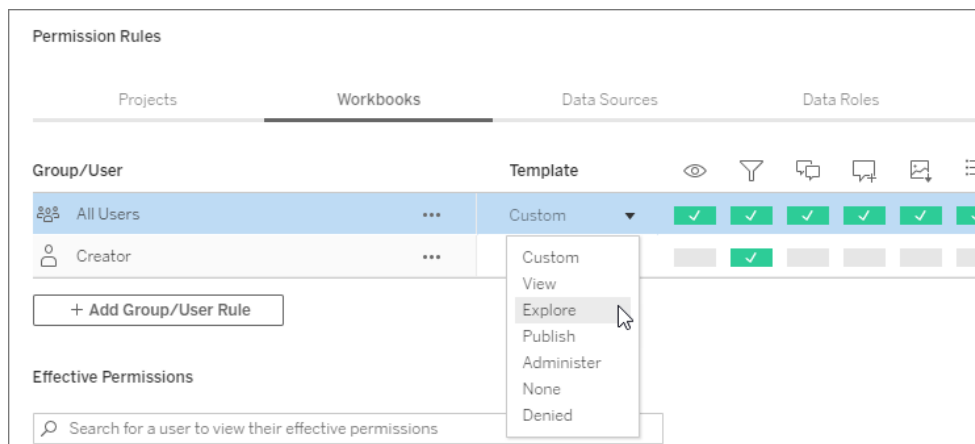 Permission Rules
Projects Workbooks Data Sources Data Roles
Group/User Template
All Users ••• Custom
Creator •••
Custom
View
Explore
+ Add Group/User Rule
Publish
Administer
Effective Permissions
None
Denied
Search for a user to view their effective permissions